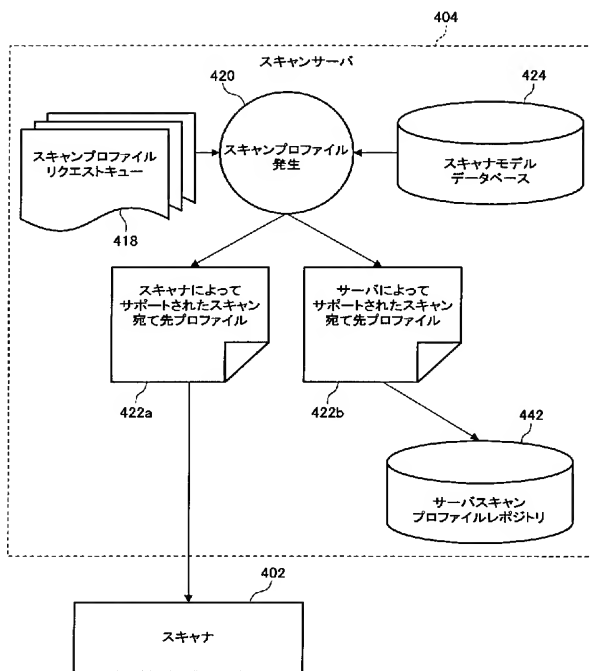 404
スキャンサーバ
420
424
スキャンプロファイル
リクエストキュー
スキャンプロファイル
発生
スキャナモデル
データベース
418
スキャナによって
サポートされたスキャン
宛て先プロファイル
サーバによって
サポートされたスキャン
宛て先プロファイル
422a
422b
442
サーバスキャン
プロファイルレポジトリ
402
スキャナ